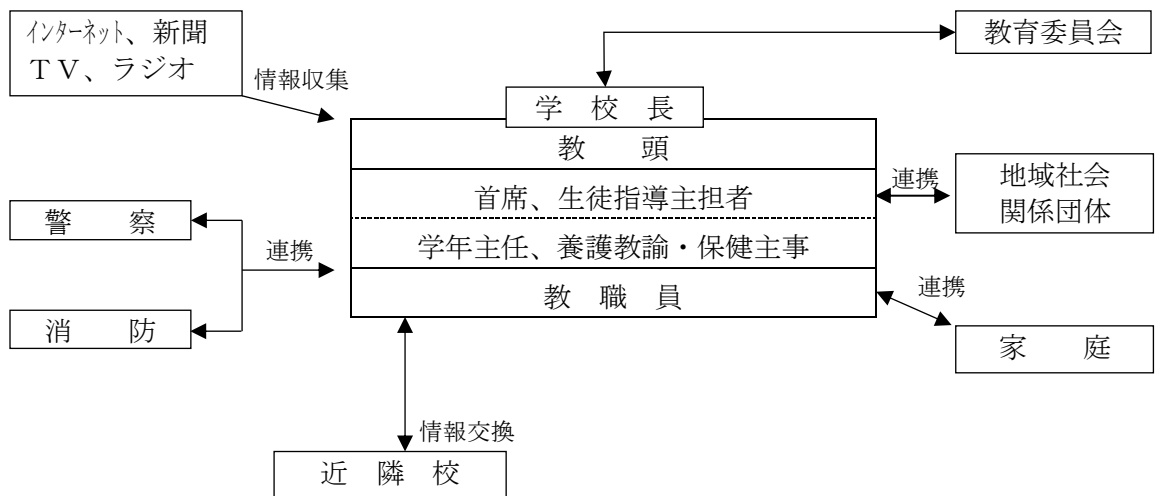 インターネット、新聞
ＴＶ、ラジオ
情報収集
教育委員会
学　校　長
教　　頭
首席、生徒指導主担者
学年主任、養護教諭・保健主事
教　職　員
連携
地域社会
関係団体
警　　察
連携
消　　防
連携
家　　庭
情報交換
近　隣　校